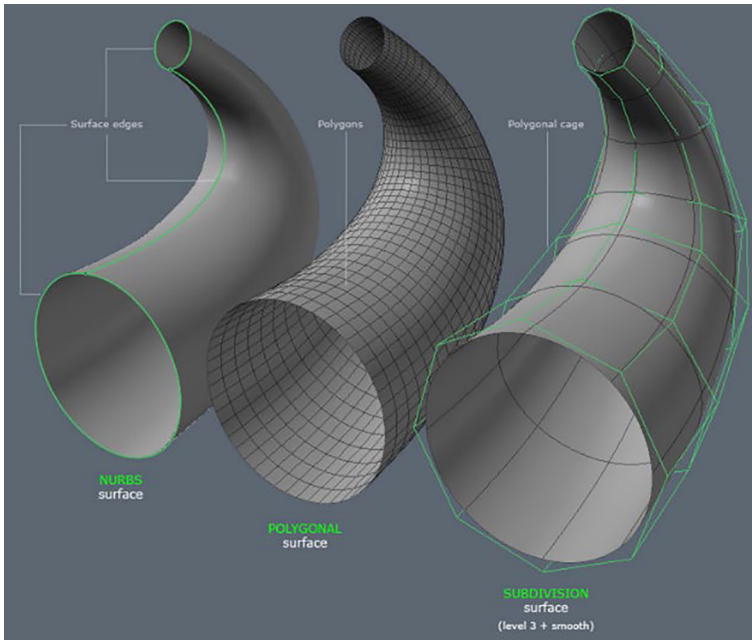 Surface edges
Polygons
Polygonal cage
NURBS
surface
POLYGONAL
surface
SUBDIVISION
surface
(level 3 + smooth)